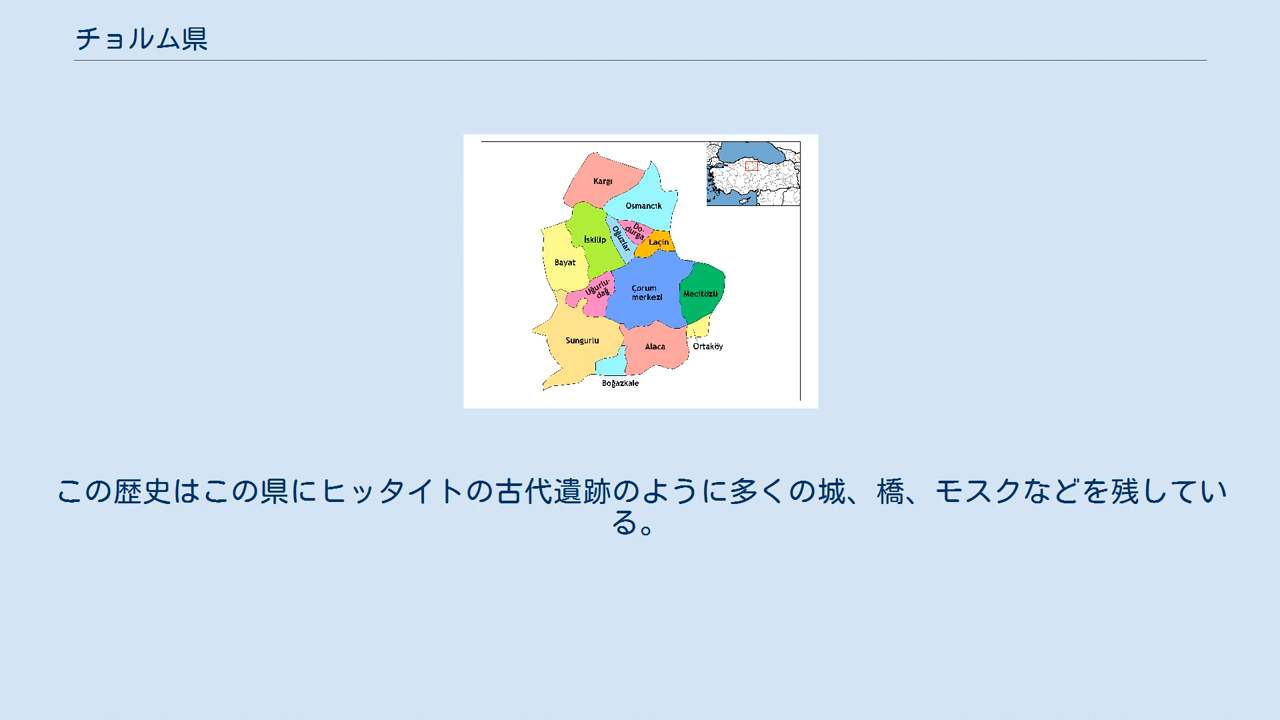 チョルム県
Kargı
Osmancık
Do-
durga
Oğuzlar
İskilip
Laçin
Bayat
Uğurlu-
dağ
Çorum
merkezi
Mecitözü
Sungurlu
Alaca
Ortaköy
Boğazkale
この歴史はこの県にヒッタイトの古代遺跡のように多くの城、橋、モスクなどを残してい
る。